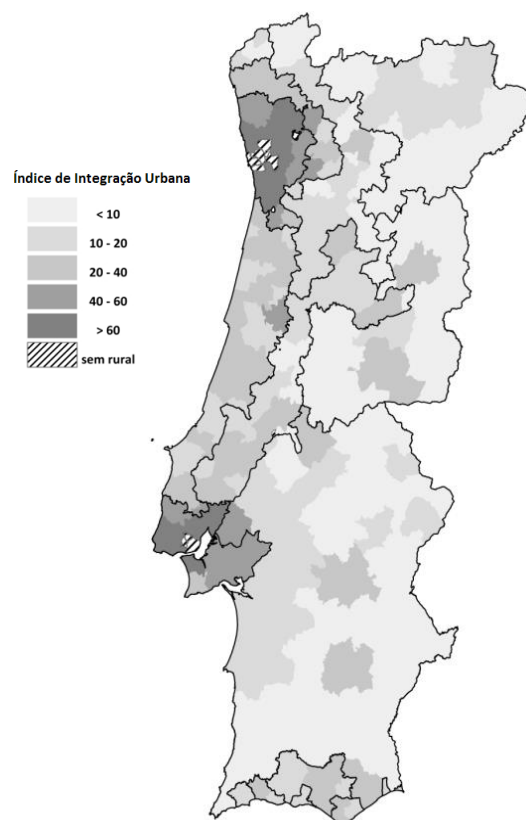 Índice de Integração Urbana
< 10
10 - 20
20 - 40
40 - 60
> 60
sem rural